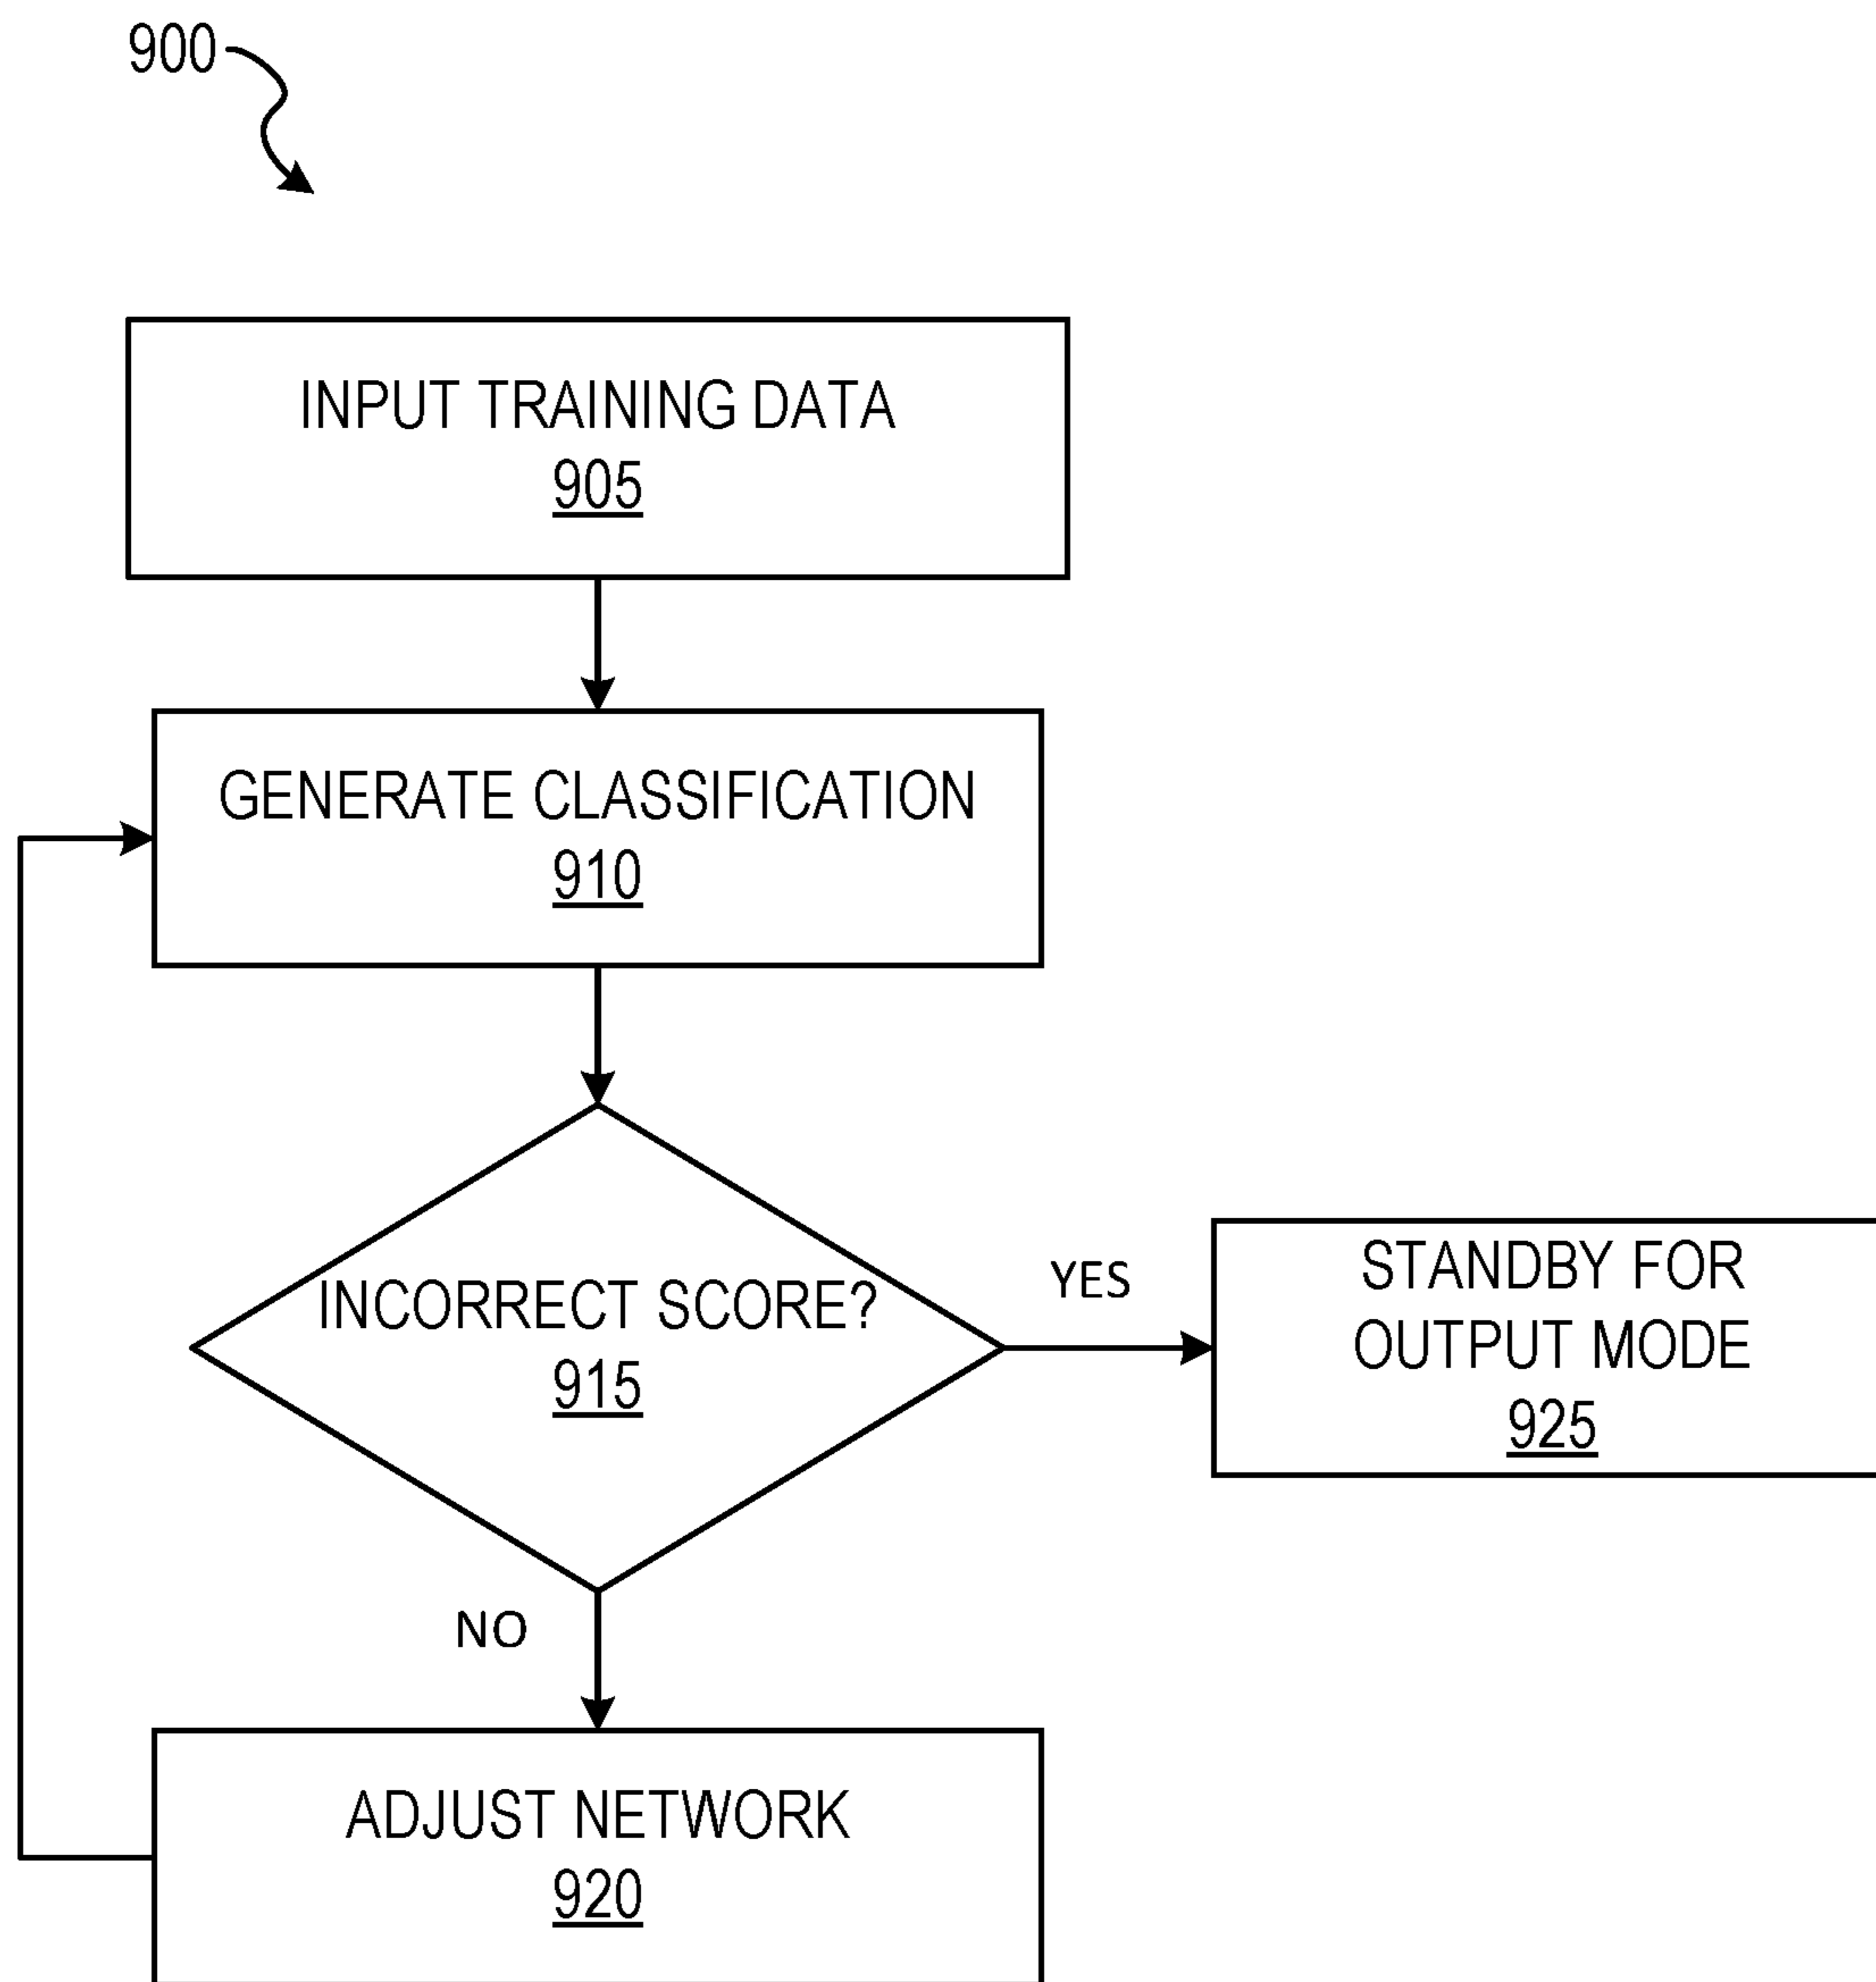 900
INPUT TRAINING DATA
905
GENERATE CLASSIFICATION
910
INCORRECT SCORE?
915
YES
STANDBY FOR
OUTPUT MODE
925
NO
ADJUST NETWORK
920